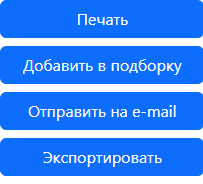 Печать
Добавить в подборку
Отправить на e-mail
Экспортировать